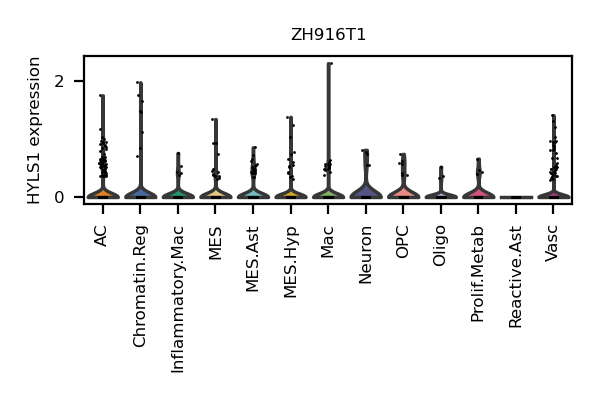 ZH916T1
HYLS1 expression
2
0
AC
Chromatin.Reg
Inflammatory.Mac
MES
MES.Ast
MES.Hyp
Mac
Neuron
OPC
Oligo
Prolif.Metab
Reactive.Ast
Vasc